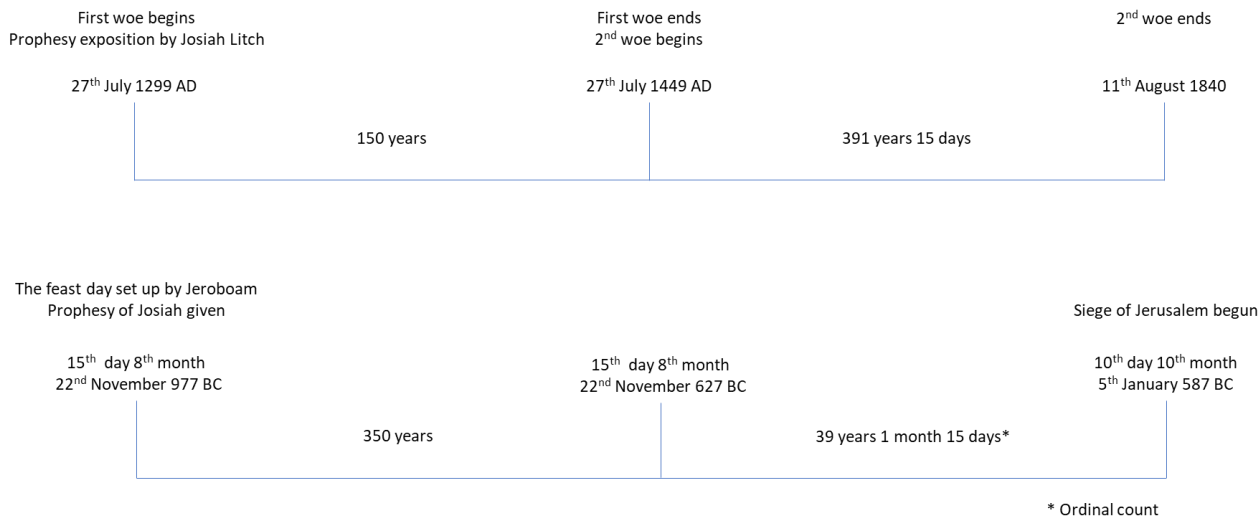 First woe begins
Prophesy exposition by Josiah Litch
First woe ends
2nd woe begins
2nd woe ends
27th July 1299 AD
27th July 1449 AD
11th August 1840
150 years
391 years 15 days
The feast day set up by Jeroboam
Prophesy of Josiah given
Siege of Jerusalem begun
15th day 8th month
22nd November 977 BC
15th day 8th month
22nd November 627 BC
10th day 10th month
5th January 587 BC
350 years
39 years 1 month 15 days*
* Ordinal count